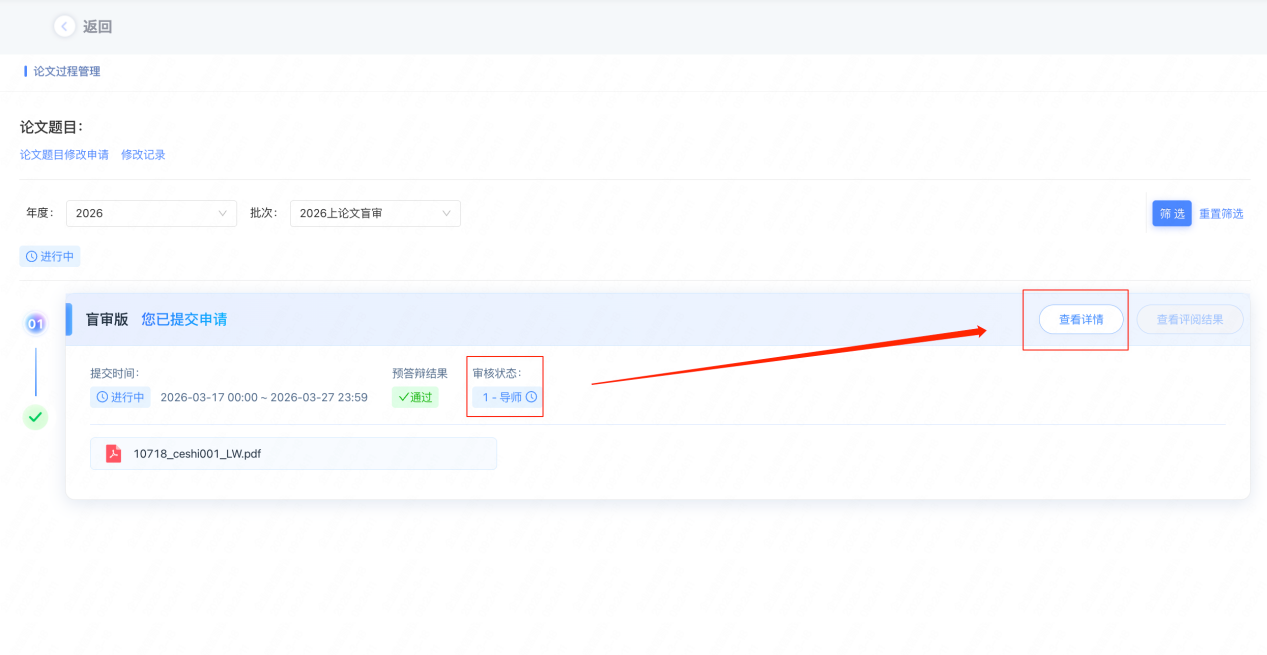 返回
论文过程管理
论文题目：
论文题目修改申请 修改记录
年度： 2026 批次： 2026上论文盲审 筛 选 重置筛选
进行中
01 盲审版 您已提交申请 查看详情 查看评阅结果
提交时间： 预答辩结果 审核状态：
进行中 2026-03-17 00:00 ~ 2026-03-27 23:59 通过 1 - 导师
10718_ceshi001_LW.pdf